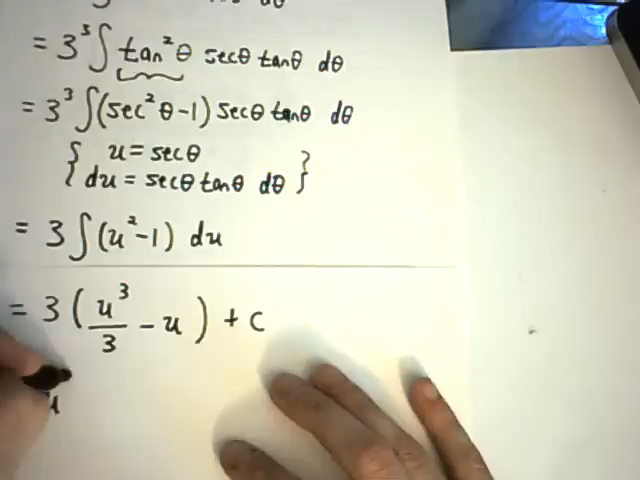 = 3³ ∫ tan²θ secθ tanθ dθ
= 3³ ∫(sec²θ-1) secθ tanθ dθ
{ u = secθ
du = secθ tanθ dθ }
= 3 ∫(u²-1) du
= 3 ( u³/3 - u ) + C